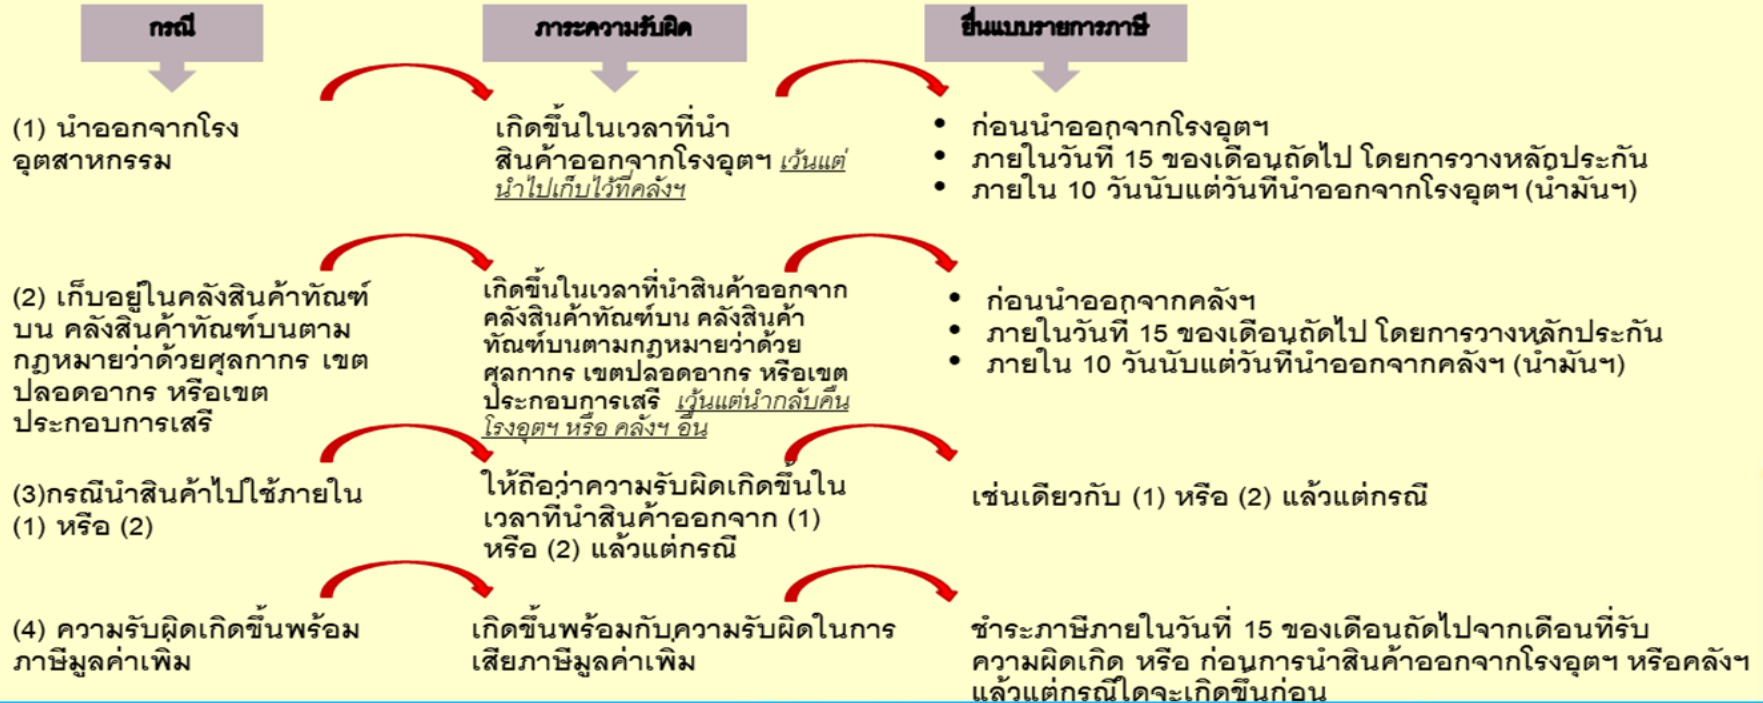 กรณี
ภาระความรับผิด
ยื่นแบบรายการภาษี
(1) นำออกจากโรง
อุตสาหกรรม
เกิดขึ้นในเวลาที่นำ
สินค้าออกจากโรงอุตฯ เว้นแต่
นำไปเก็บไว้ที่คลังฯ
• ก่อนนำออกจากโรงอุตฯ
• ภายในวันที่ 15 ของเดือนถัดไป โดยการวางหลักประกัน
• ภายใน 10 วันนับแต่วันที่นำออกจากโรงอุตฯ (น้ำมันฯ)
(2) เก็บอยู่ในคลังสินค้าทัณฑ์
บน คลังสินค้าทัณฑ์บนตาม
กฎหมายว่าด้วยศุลกากร เขต
ปลอดอากร หรือเขต
ประกอบการเสรี
เกิดขึ้นในเวลาที่นำสินค้าออกจาก
คลังสินค้าทัณฑ์บน คลังสินค้า
ทัณฑ์บนตามกฎหมายว่าด้วย
ศุลกากร เขตปลอดอากร หรือเขต
ประกอบการเสรี เว้นแต่นำกลับคืน
โรงอุตฯ หรือ คลังฯ อื่น
• ก่อนนำออกจากคลังฯ
• ภายในวันที่ 15 ของเดือนถัดไป โดยการวางหลักประกัน
• ภายใน 10 วันนับแต่วันที่นำออกจากคลังฯ (น้ำมันฯ)
(3)กรณีนำสินค้าไปใช้ภายใน
(1) หรือ (2)
ให้ถือว่าความรับผิดเกิดขึ้นใน
เวลาที่นำสินค้าออกจาก (1)
หรือ (2) แล้วแต่กรณี
เช่นเดียวกับ (1) หรือ (2) แล้วแต่กรณี
(4) ความรับผิดเกิดขึ้นพร้อม
ภาษีมูลค่าเพิ่ม
เกิดขึ้นพร้อมกับความรับผิดในการ
เสียภาษีมูลค่าเพิ่ม
ชำระภาษีภายในวันที่ 15 ของเดือนถัดไปจากเดือนที่รับ
ความผิดเกิด หรือ ก่อนการนำสินค้าออกจากโรงอุตฯ หรือคลังฯ
แล้วแต่กรณีใดจะเกิดขึ้นก่อน